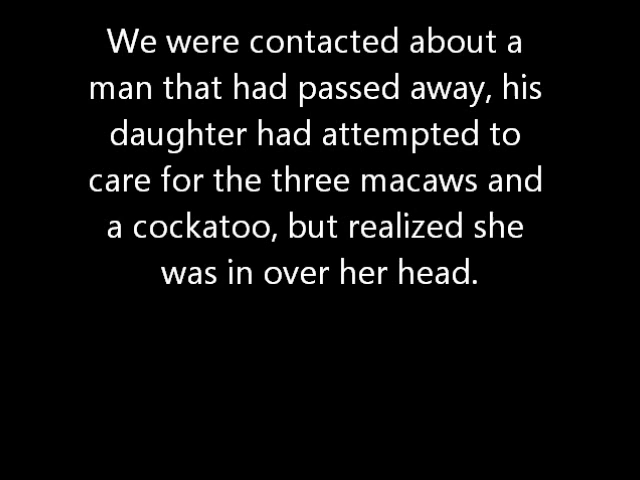 We were contacted about a
man that had passed away, his
daughter had attempted to
care for the three macaws and
a cockatoo, but realized she
was in over her head.